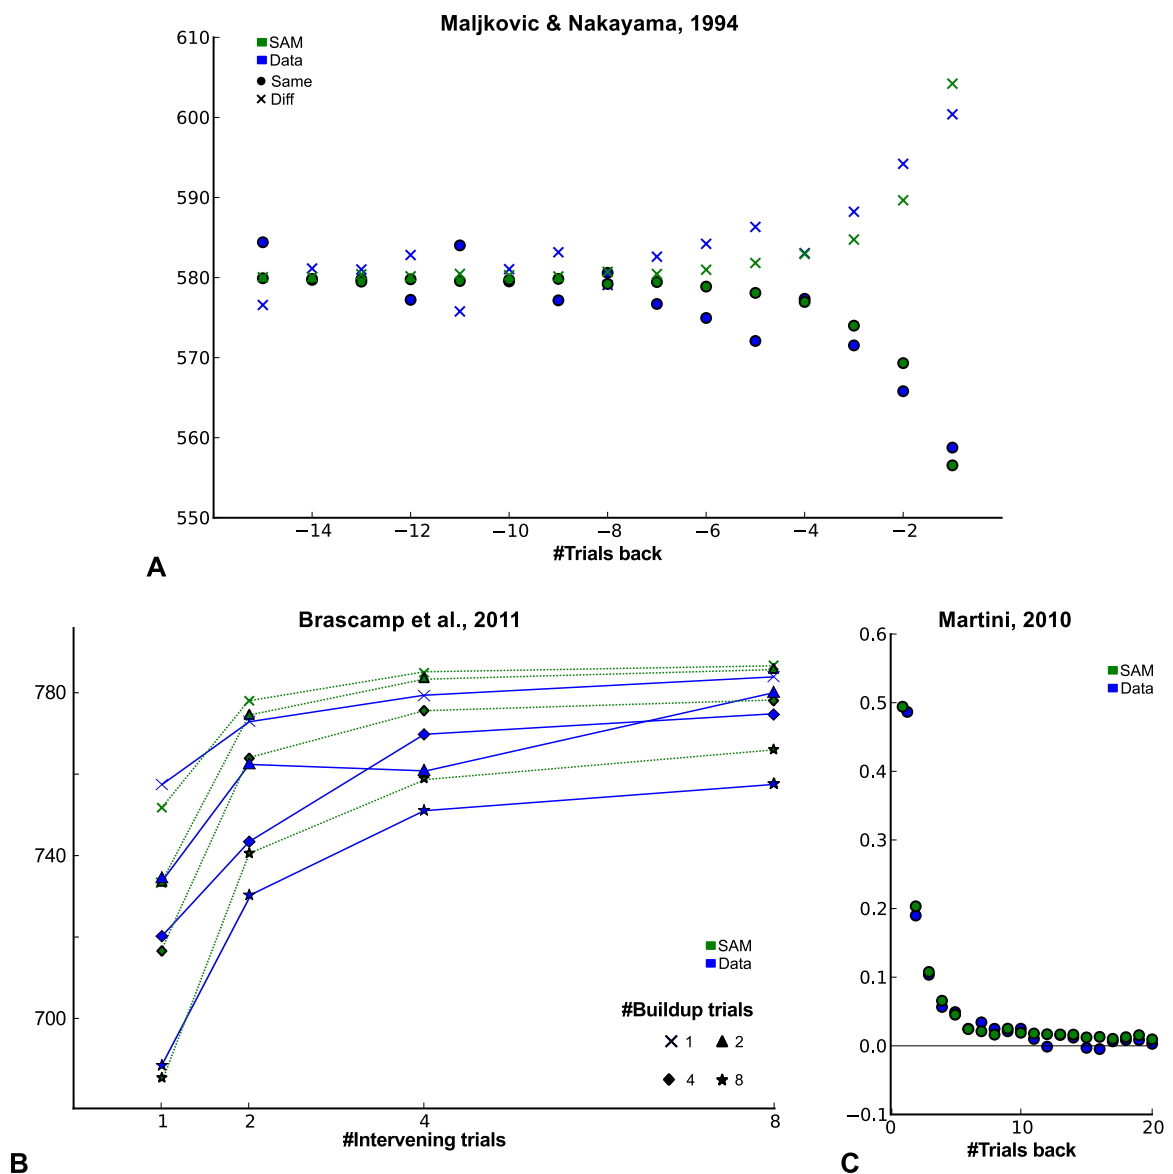 Maljkovic & Nakayama, 1994
610
600
590
580
570
560
550
SAM
Data
Same
Diff
−14 −12 −10 −8 −6 −4 −2
#Trials back
A
Brascamp et al., 2011
780
740
700
SAM
Data
#Buildup trials
1 2
4 8
1 2 4 8
#Intervening trials
B
Martini, 2010
0.6
0.5
0.4
0.3
0.2
0.1
0.0
−0.1
SAM
Data
0 10 20
#Trials back
C